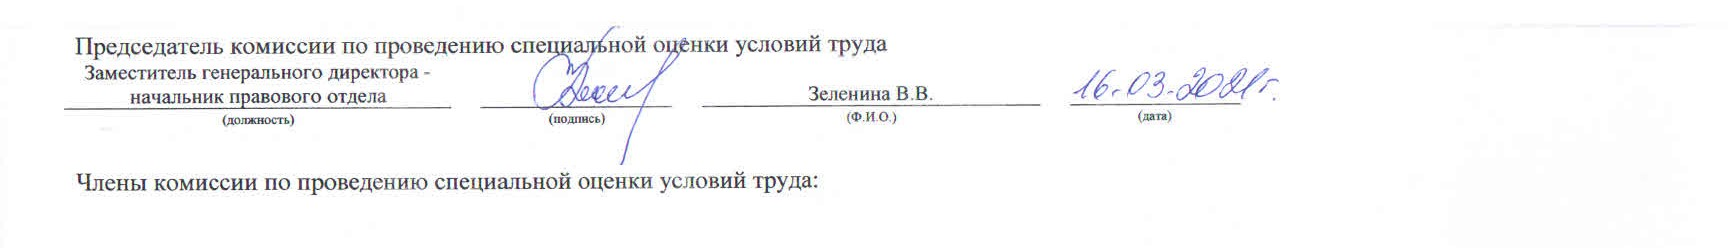 Председатель комиссии по проведению специальной оценки условий труда
Заместитель генерального директора -
начальник правового отдела Зеленина В.В. 16.03.2021г.
(должность) (подпись) (Ф.И.О.) (дата)
Члены комиссии по проведению специальной оценки условий труда: